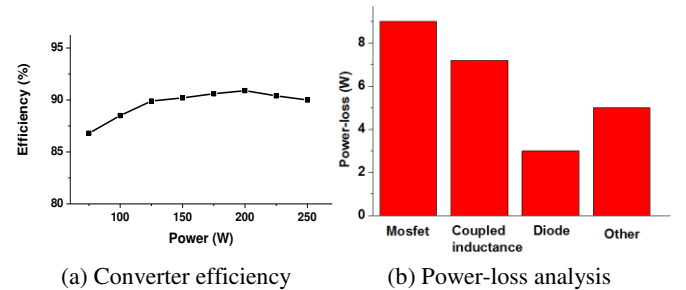 95
90
85
80
Efficiency (%)
100
150
200
250
Power (W)
(a) Converter efficiency
8
6
4
2
0
Power-loss (W)
Mosfet
Coupled inductance
Diode
Other
(b) Power-loss analysis